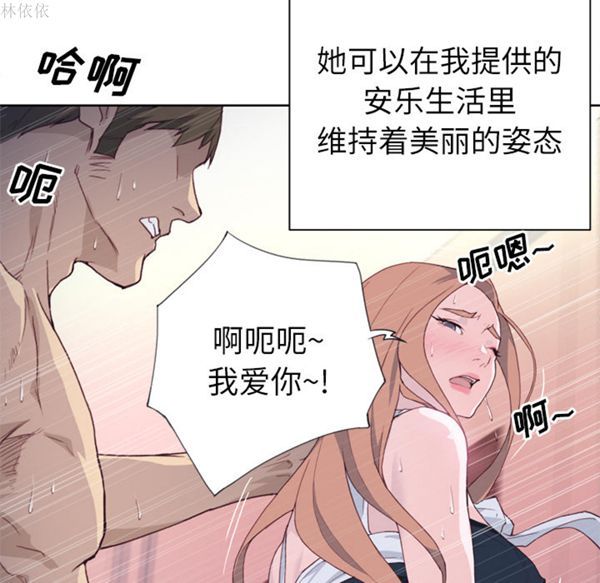 林依依
哈啊
她可以在我提供的
安乐生活里
维持着美丽的姿态
呃
呃嗯~
啊呃呃~
我爱你~!
啊~